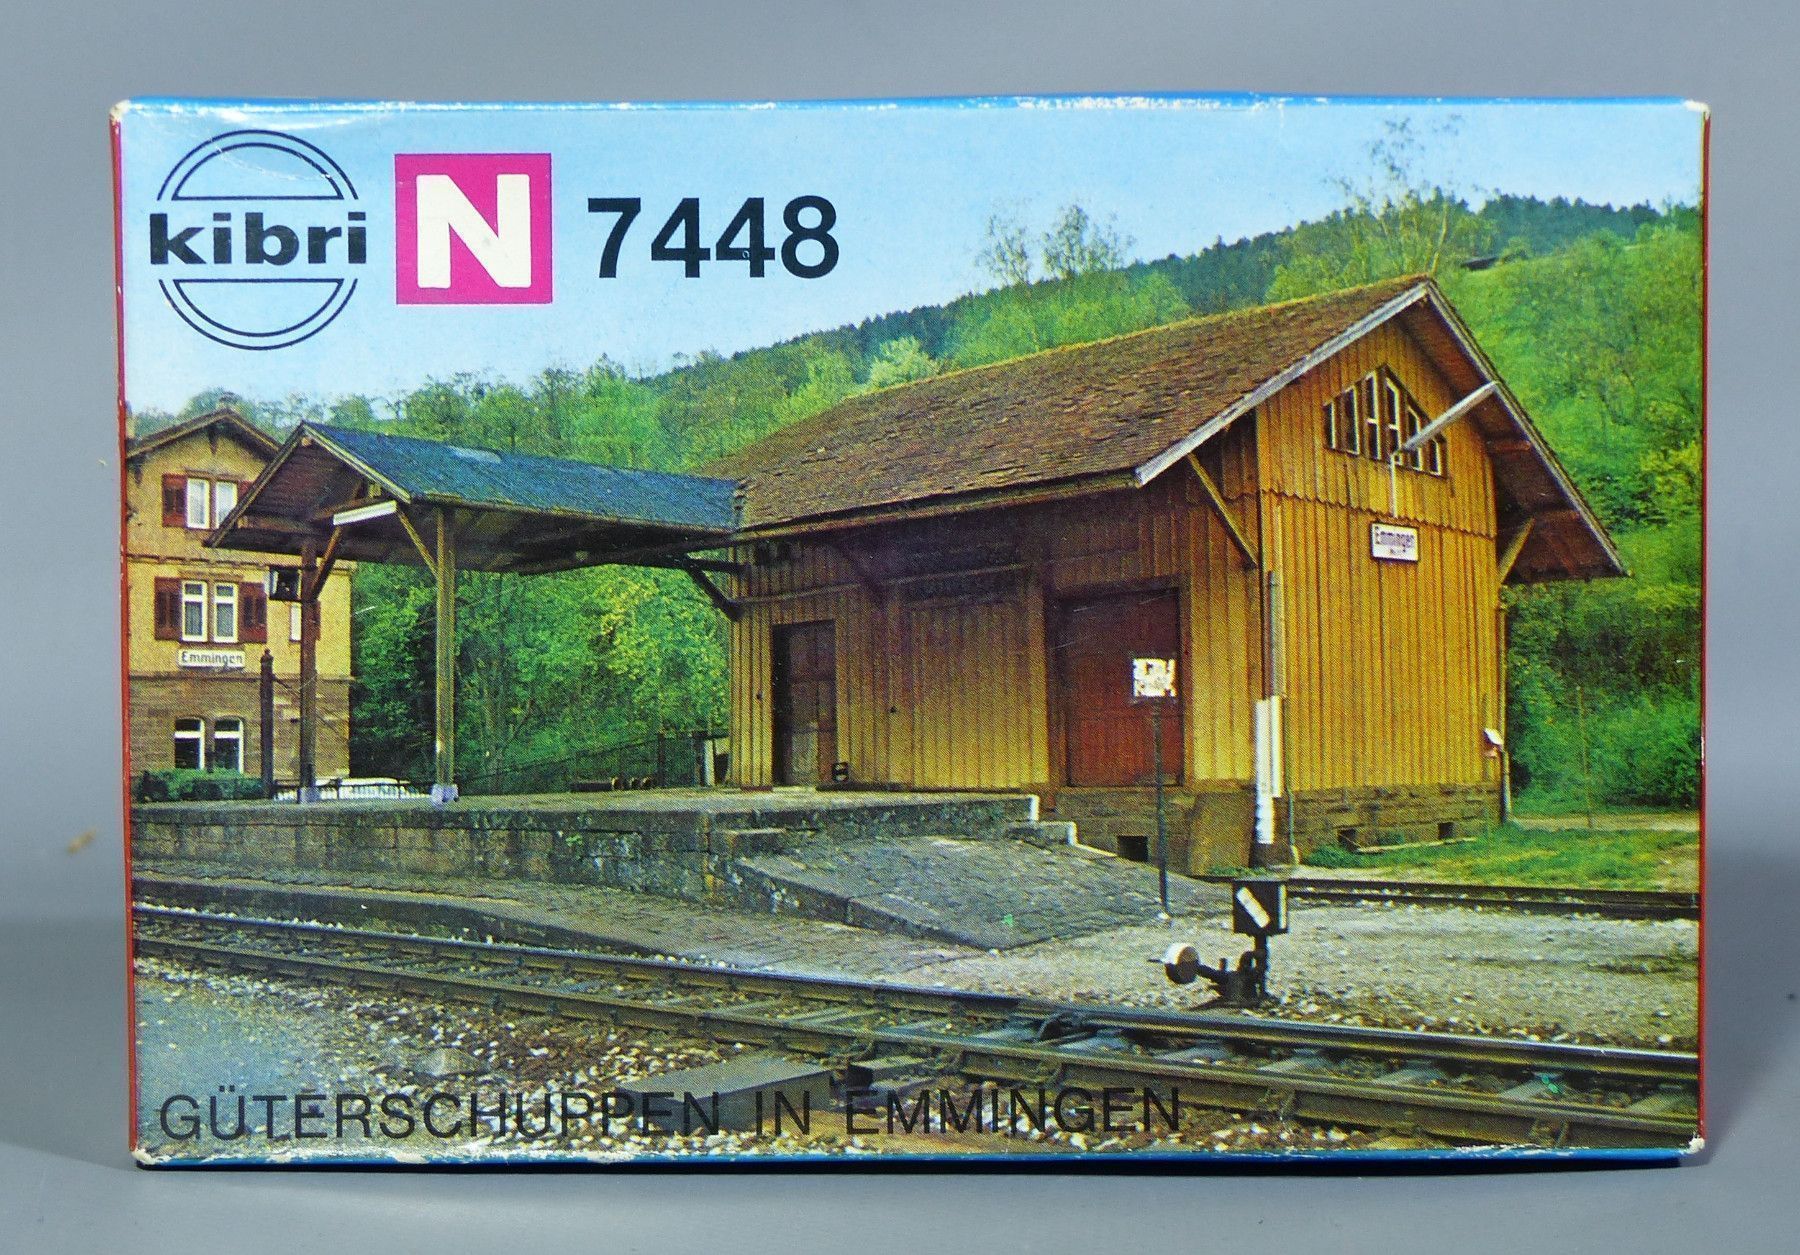 kibri
N 7448
Emmingen
Emmingen
GÜTERSCHUPPEN IN EMMINGEN